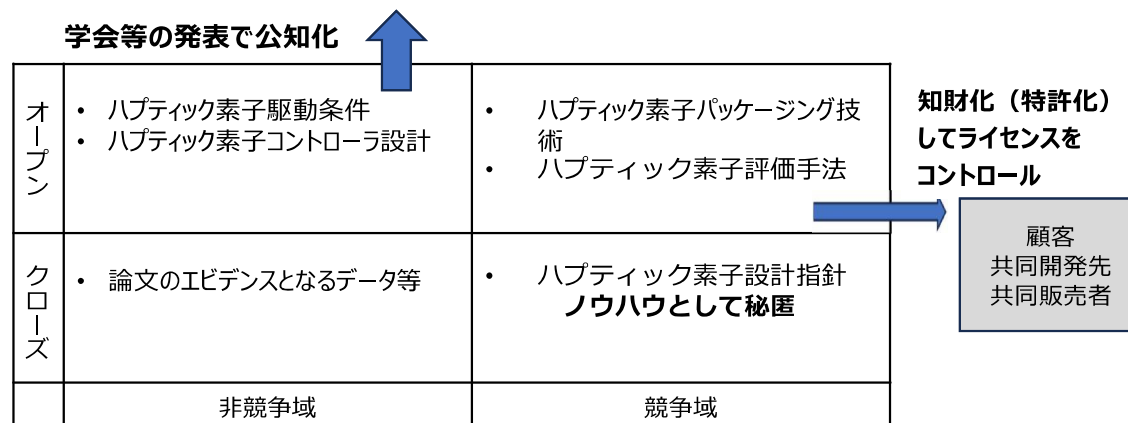 学会等の発表で公知化
オープン
• ハプティック素子駆動条件
• ハプティック素子コントローラ設計
• ハプティック素子パッケージング技
術
• ハプティック素子評価手法
知財化（特許化）
してライセンスを
コントロール
顧客
共同開発先
共同販売者
クローズ
• 論文のエビデンスとなるデータ等
• ハプティック素子設計指針
ノウハウとして秘匿
非競争域
競争域